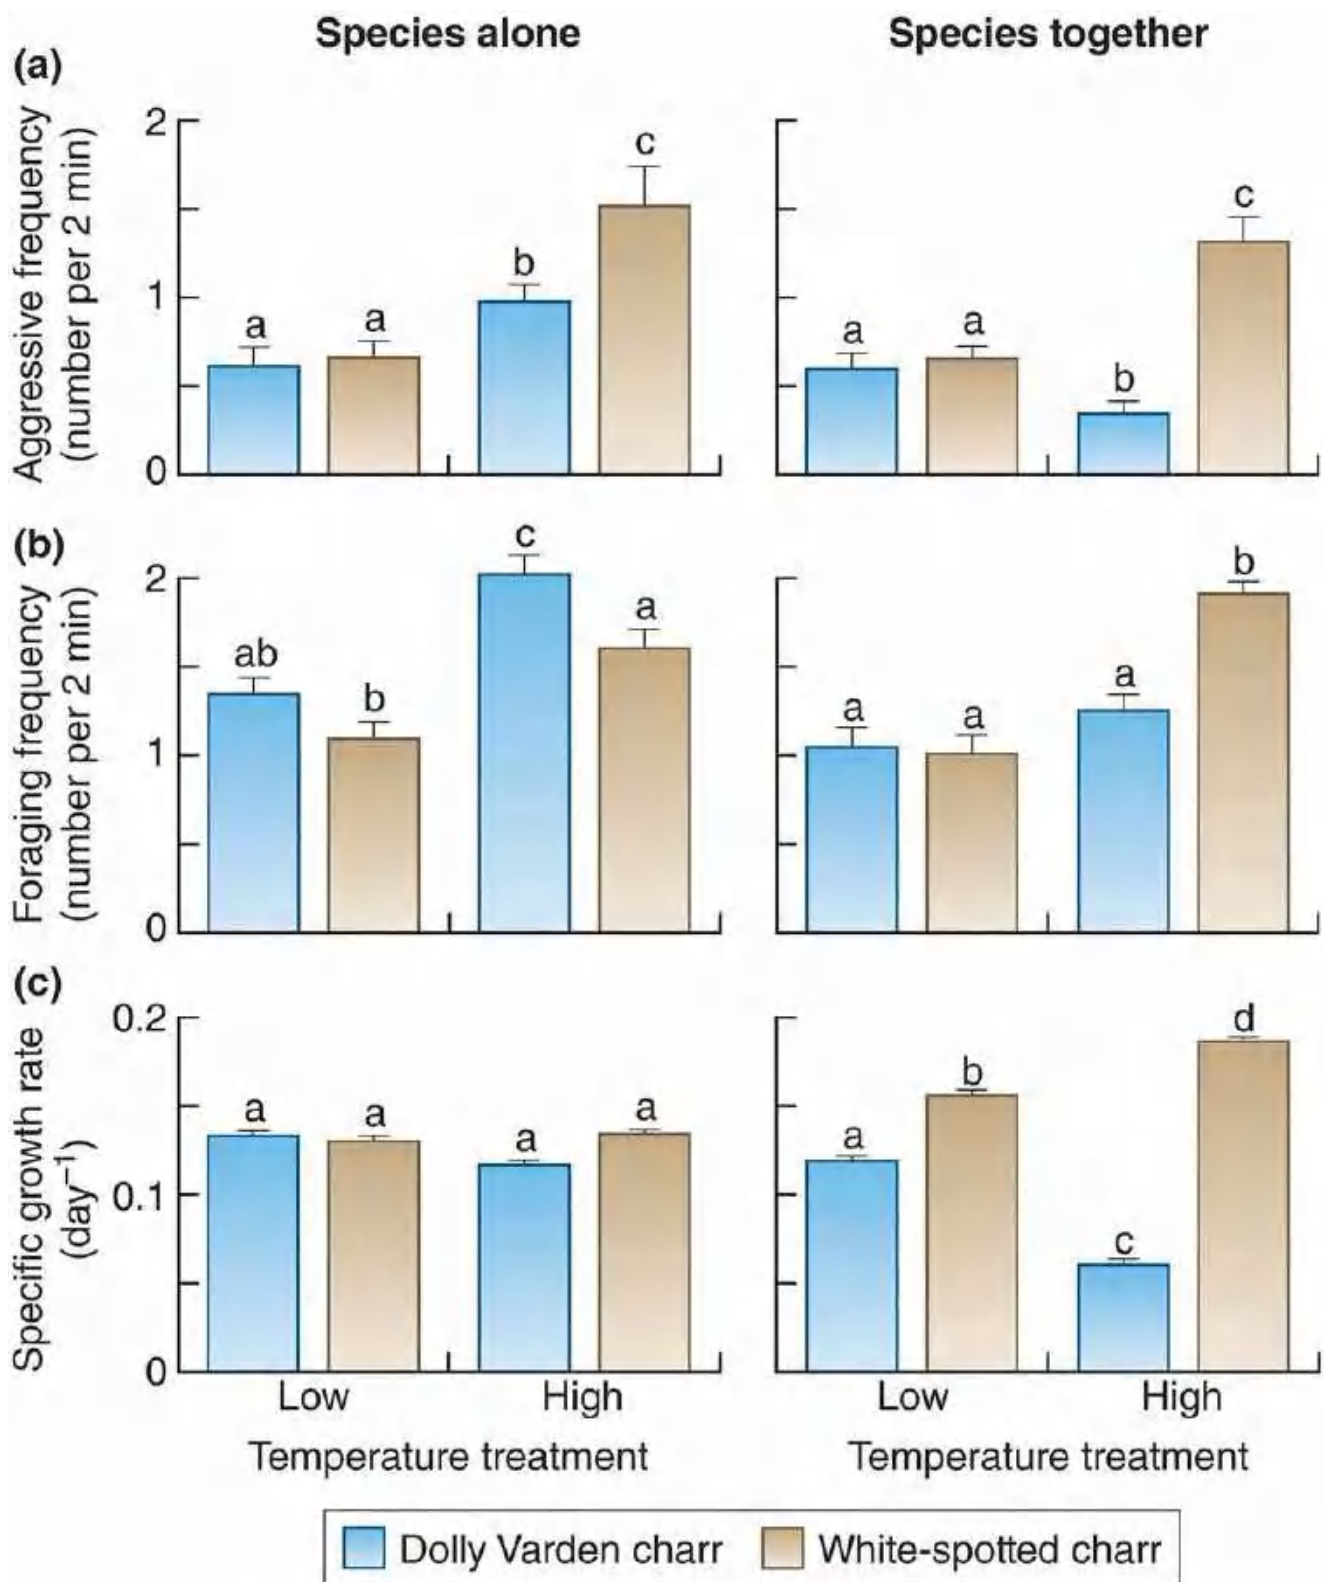 Species alone
Species together
(a)
Aggressive frequency
(number per 2 min)
2
1
0
a
a
b
c
a
a
b
c
(b)
Foraging frequency
(number per 2 min)
2
1
0
ab
b
c
a
a
a
a
b
(c)
Specific growth rate
(day⁻¹)
0.2
0.1
0
a
a
a
a
a
b
c
d
Low
High
Low
High
Temperature treatment
Temperature treatment
Dolly Varden charr
White-spotted charr